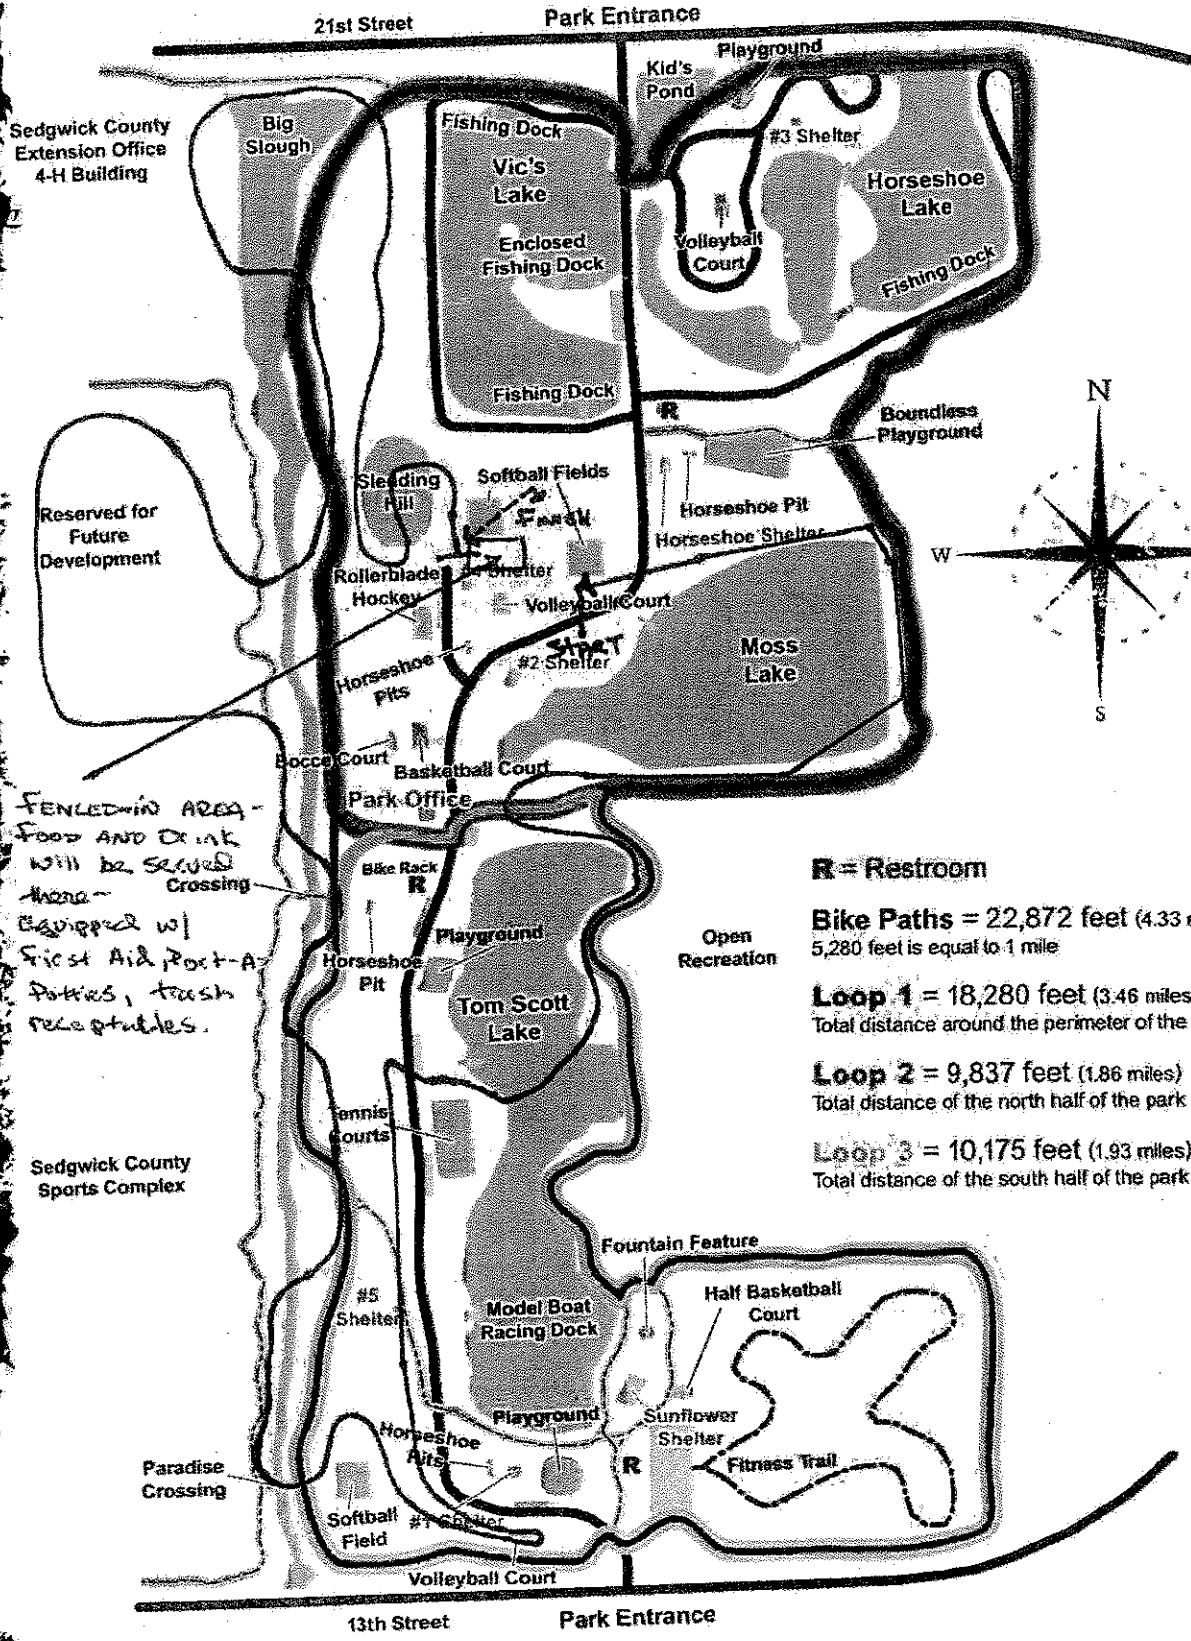 21st Street
Park Entrance
Playground
Kid's
Pond
Sedgwick County
Extension Office
4-H Building
Big
Slough
Fishing Dock
Vic's
Lake
Enclosed
Fishing Dock
Fishing Dock
#3 Shelter
Horseshoe
Lake
Volleyball
Court
Fishing Dock
R
Boundless
Playground
N
W
S
Sledding
Hill
Softball Fields
to
Finish
Horseshoe Pit
Horseshoe Shelter
Reserved for
Future
Development
Rollerblade
Hockey
Shelter
Volleyball Court
START
#2 Shelter
Moss
Lake
Horseshoe
Pits
Bocce Court
Basketball Court
Park Office
FENCED-IN AREA -
FOOD AND Drink
will be served
there -
Equipped w/
First Aid, Port-A-
Potties, trash
receptables.
Crossing
Bike Rack
R
Playground
Horseshoe
Pit
Tom Scott
Lake
Open
Recreation
R = Restroom
Bike Paths = 22,872 feet (4.33
5,280 feet is equal to 1 mile
Loop 1 = 18,280 feet (3.46 miles
Total distance around the perimeter of the
Loop 2 = 9,837 feet (1.86 miles)
Total distance of the north half of the park
Loop 3 = 10,175 feet (1.93 miles)
Total distance of the south half of the park
Tennis
Courts
Sedgwick County
Sports Complex
#5
Shelter
Model Boat
Racing Dock
Fountain Feature
Half Basketball
Court
Playground
Sunflower
Shelter
Horseshoe
Pits
R
Fitness Trail
Paradise
Crossing
Softball
Field
#1 Shelter
Volleyball Court
13th Street
Park Entrance